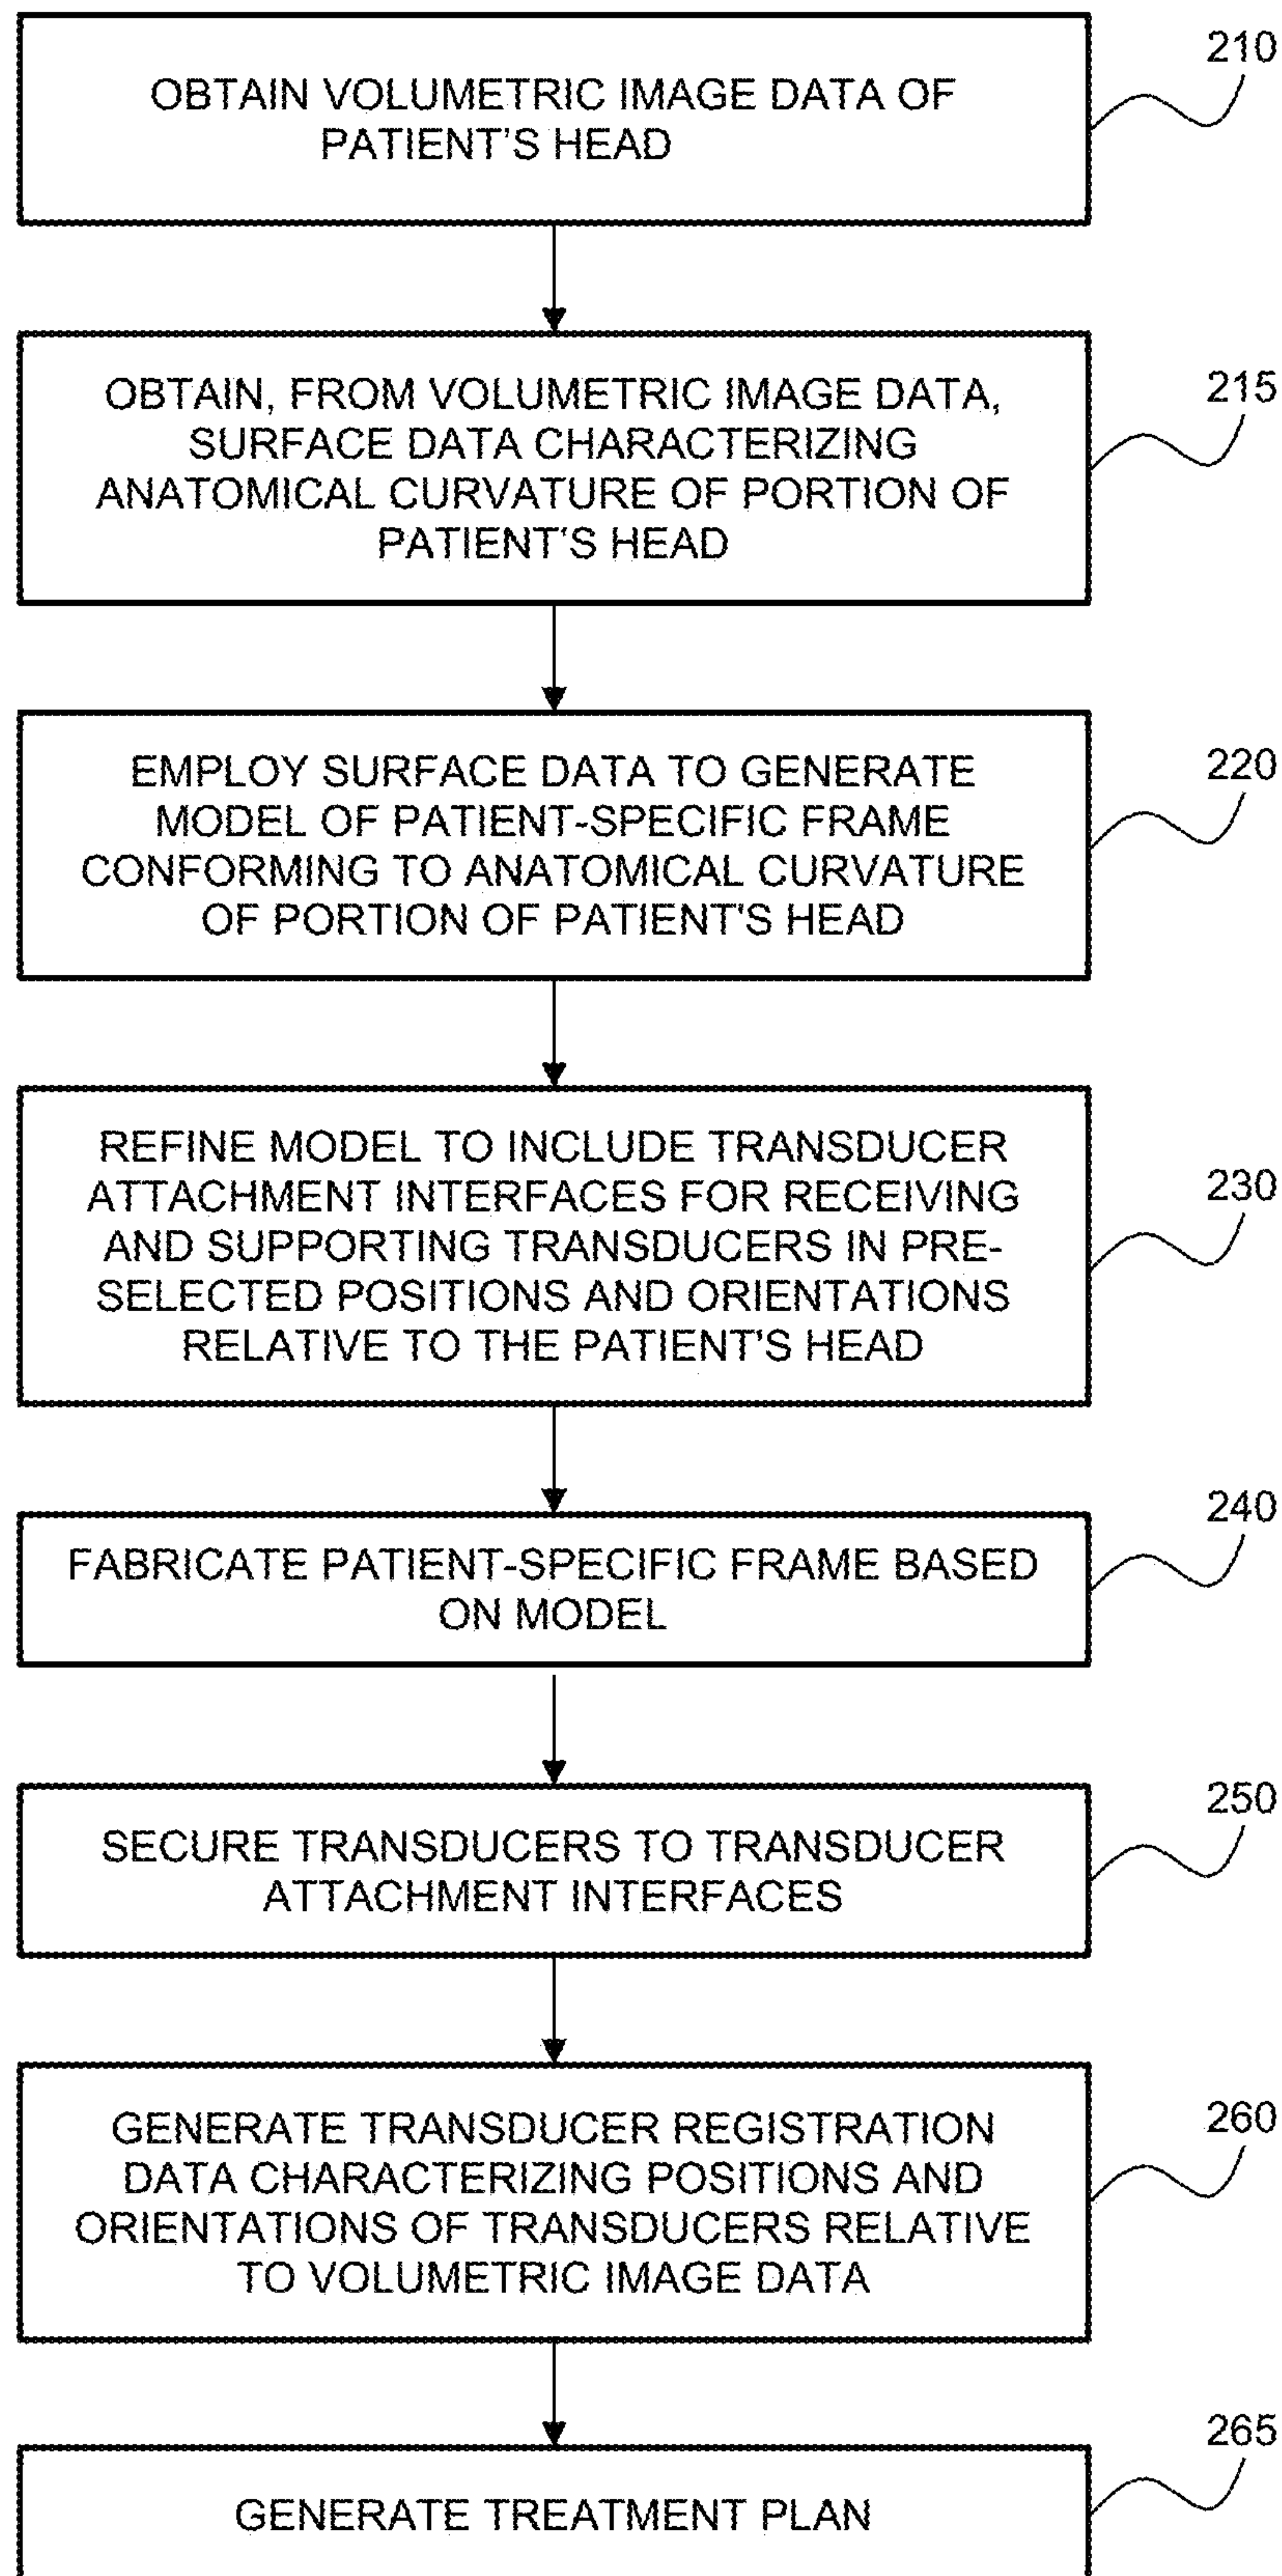 210
OBTAIN VOLUMETRIC IMAGE DATA OF
PATIENT'S HEAD
215
OBTAIN, FROM VOLUMETRIC IMAGE DATA,
SURFACE DATA CHARACTERIZING
ANATOMICAL CURVATURE OF PORTION OF
PATIENT'S HEAD
220
EMPLOY SURFACE DATA TO GENERATE
MODEL OF PATIENT-SPECIFIC FRAME
CONFORMING TO ANATOMICAL CURVATURE
OF PORTION OF PATIENT'S HEAD
230
REFINE MODEL TO INCLUDE TRANSDUCER
ATTACHMENT INTERFACES FOR RECEIVING
AND SUPPORTING TRANSDUCERS IN PRE-
SELECTED POSITIONS AND ORIENTATIONS
RELATIVE TO THE PATIENT'S HEAD
240
FABRICATE PATIENT-SPECIFIC FRAME BASED
ON MODEL
250
SECURE TRANSDUCERS TO TRANSDUCER
ATTACHMENT INTERFACES
260
GENERATE TRANSDUCER REGISTRATION
DATA CHARACTERIZING POSITIONS AND
ORIENTATIONS OF TRANSDUCERS RELATIVE
TO VOLUMETRIC IMAGE DATA
265
GENERATE TREATMENT PLAN